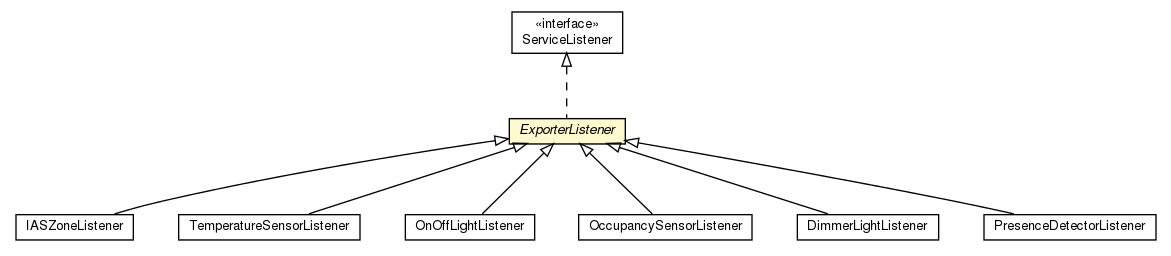 «interface»
ServiceListener
ExporterListener
IASZoneListener
TemperatureSensorListener
OnOffLightListener
OccupancySensorListener
DimmerLightListener
PresenceDetectorListener